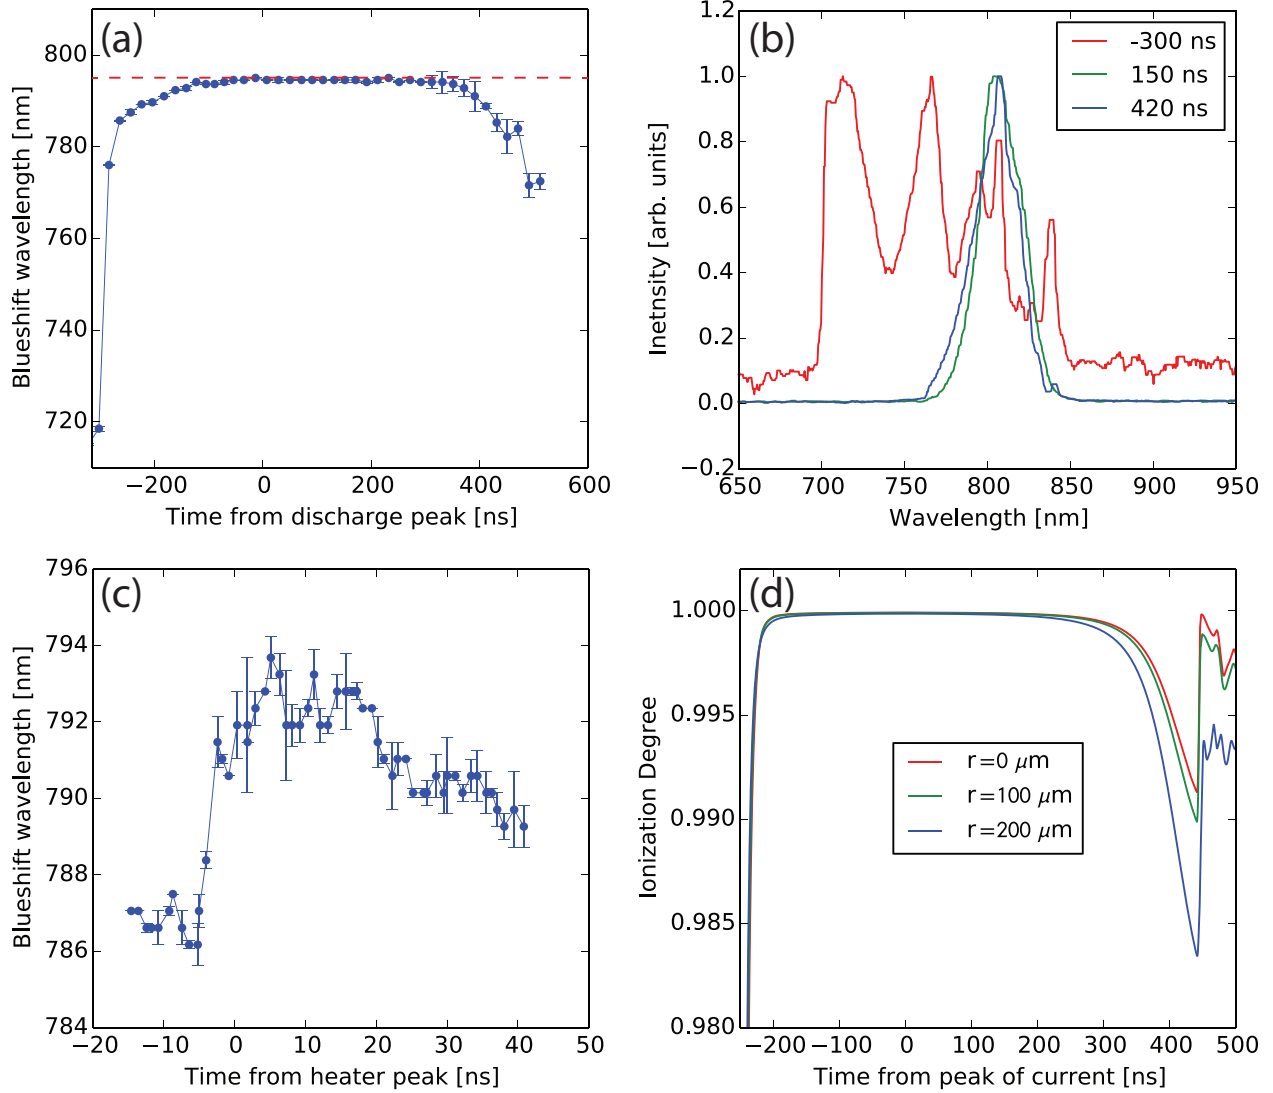 (a)
800
780
760
740
720
Blueshift wavelength [nm]
−200
0
200
400
600
Time from discharge peak [ns]
(b)
-300 ns
150 ns
420 ns
1.2
1.0
0.8
0.6
0.4
0.2
0.0
−0.2
Inetnsity [arb. units]
650
700
750
800
850
900
950
Wavelength [nm]
(c)
796
794
792
790
788
786
784
Blueshift wavelength [nm]
−20
−10
0
10
20
30
40
50
Time from heater peak [ns]
(d)
1.000
0.995
0.990
0.985
0.980
Ionization Degree
r=0 μm
r=100 μm
r=200 μm
−200
−100
0
100
200
300
400
500
Time from peak of current [ns]